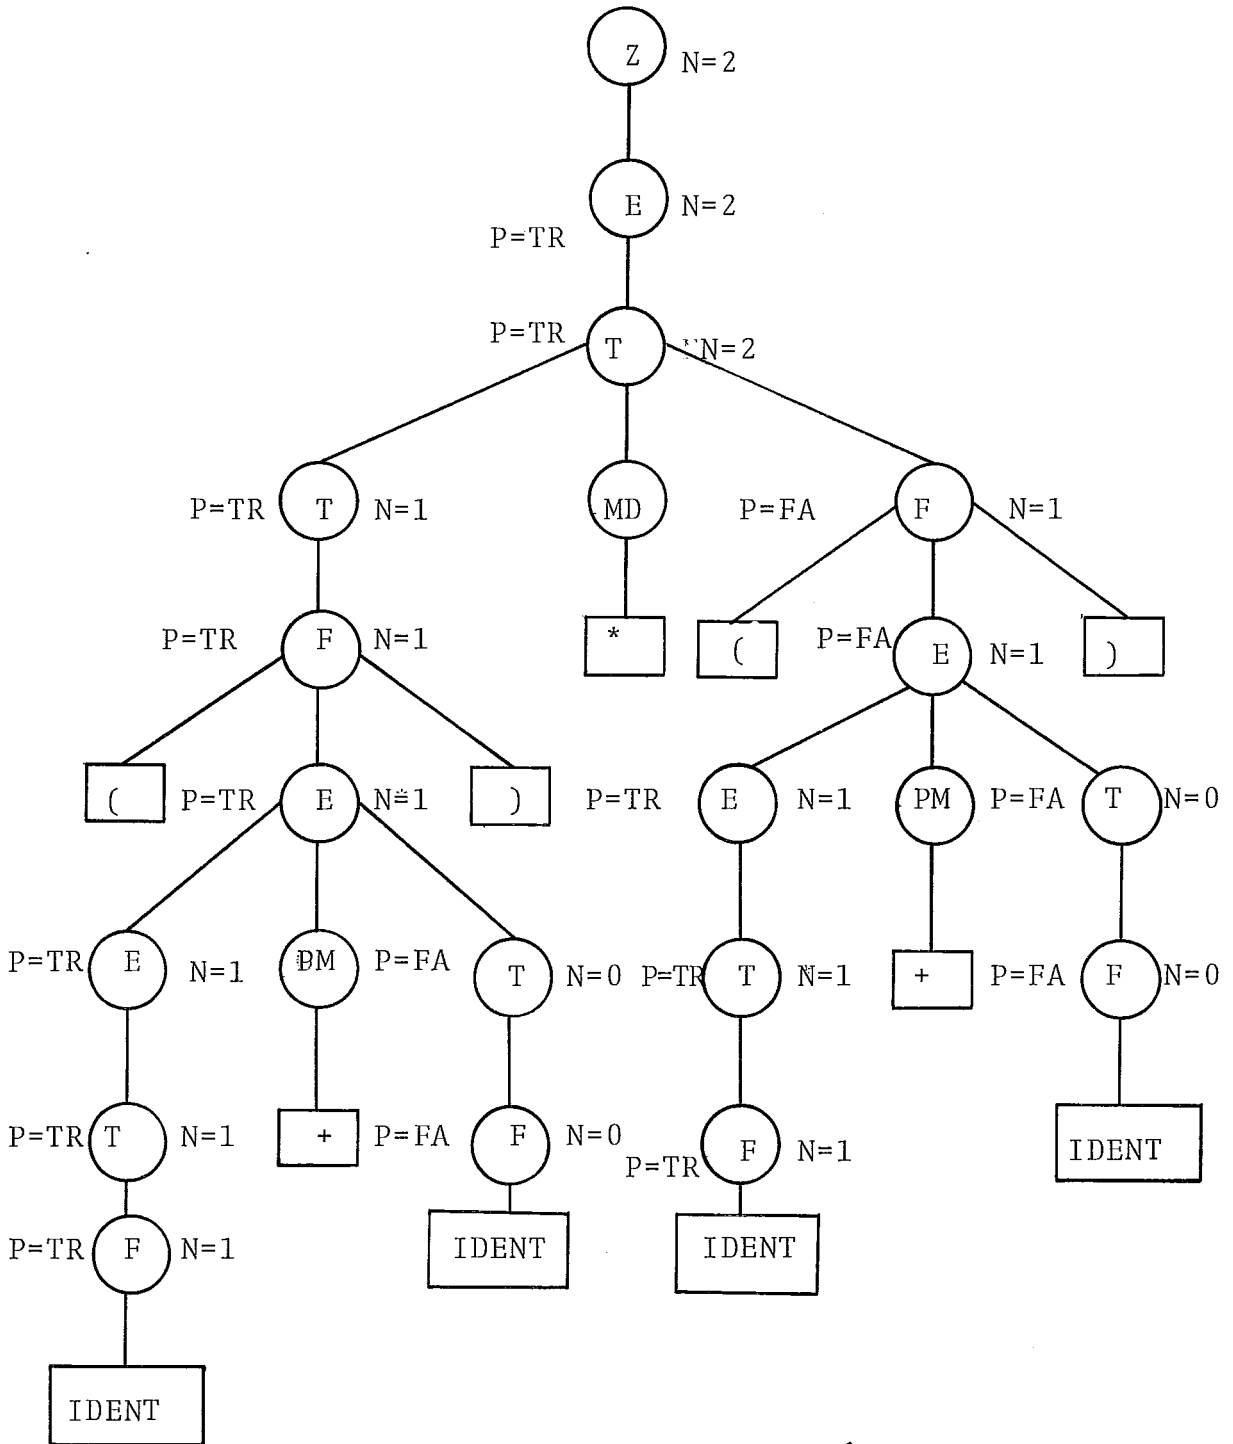 Z N=2
E N=2
P=TR
P=TR T N=2
P=TR T N=1 MD P=FA F N=1
P=TR F N=1 * ( P=FA E N=1 )
( P=TR E N=1 ) P=TR E N=1 PM P=FA T N=0
P=TR E N=1 PM P=FA T N=0 P=TR T N=1 + P=FA F N=0
P=TR T N=1 + P=FA F N=0 P=TR F N=1 IDENT
P=TR F N=1 IDENT IDENT
IDENT